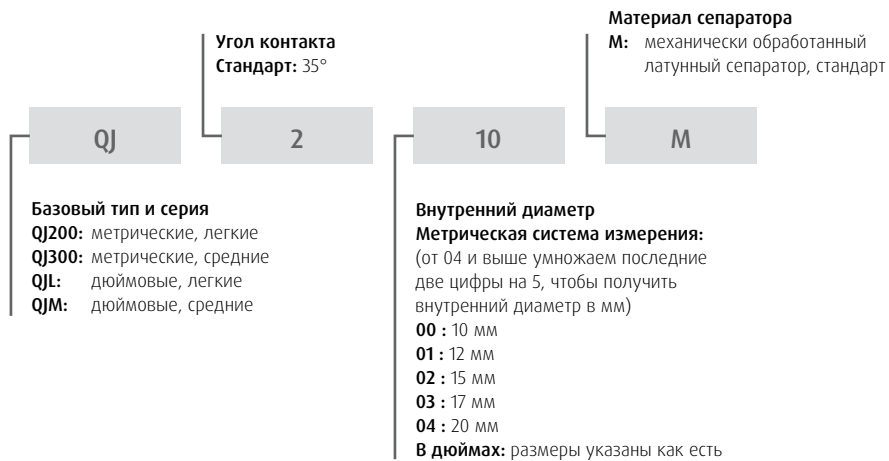 Материал сепаратора
M: механически обработанный
латунный сепаратор, стандарт
Угол контакта
Стандарт: 35°
QJ 2 10 M
Базовый тип и серия
QJ200: метрические, легкие
QJ300: метрические, средние
QJL: дюймовые, легкие
QJM: дюймовые, средние
Внутренний диаметр
Метрическая система измерения:
(от 04 и выше умножаем последние
две цифры на 5, чтобы получить
внутренний диаметр в мм)
00 : 10 мм
01 : 12 мм
02 : 15 мм
03 : 17 мм
04 : 20 мм
В дюймах: размеры указаны как есть